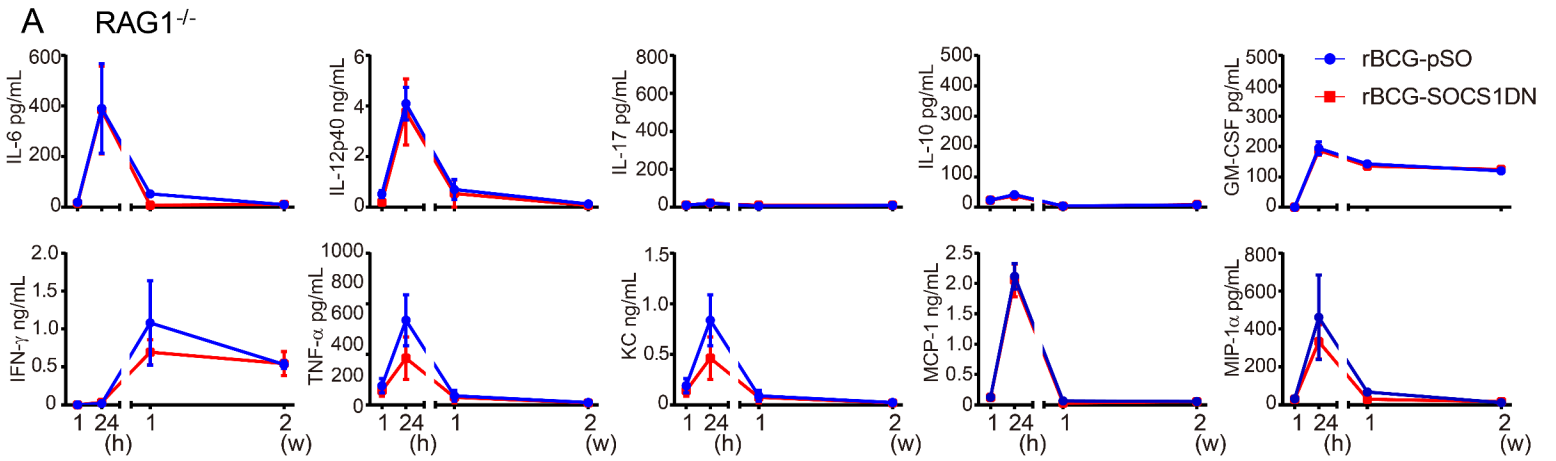 A RAG1-/-
IL-6 pg/mL
600
400
200
0
IL-12p40 ng/mL
6
4
2
0
IL-17 pg/mL
800
600
400
200
0
IL-10 pg/mL
500
400
300
200
100
0
GM-CSF pg/mL
500
400
300
200
100
0
rBCG-pSO
rBCG-SOCS1DN
IFN-γ ng/mL
2.0
1.5
1.0
0.5
0
1 24 1 2
(h) (w)
TNF-α pg/mL
1000
800
600
400
200
0
1 24 1 2
(h) (w)
KC ng/mL
1.5
1.0
0.5
0
1 24 1 2
(h) (w)
MCP-1 ng/mL
2.5
2.0
1.5
1.0
0.5
0
1 24 1 2
(h) (w)
MIP-1α pg/mL
800
600
400
200
0
1 24 1 2
(h) (w)